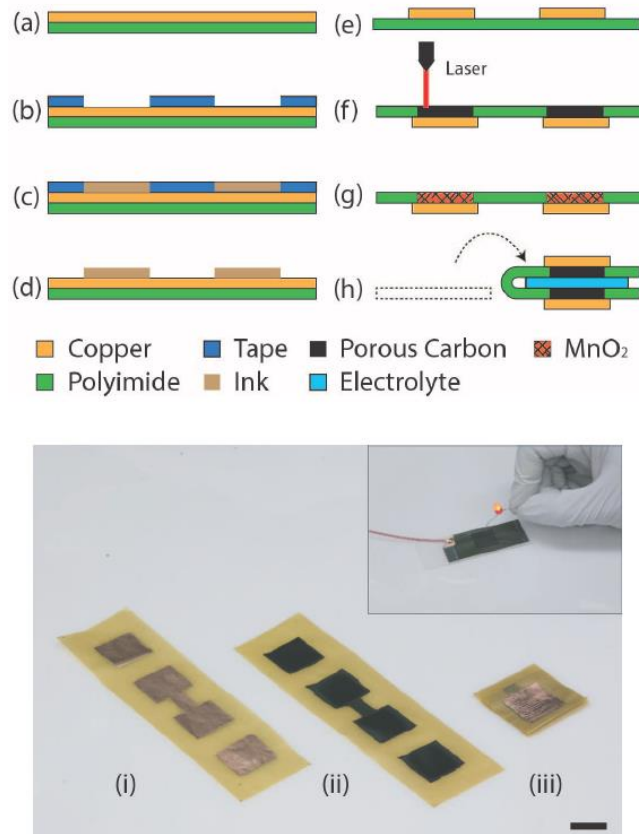 (a)
(b)
(c)
(d)
(e)
Laser
(f)
(g)
(h)
Copper Tape Porous Carbon MnO₂
Polyimide Ink Electrolyte
(i) (ii) (iii)